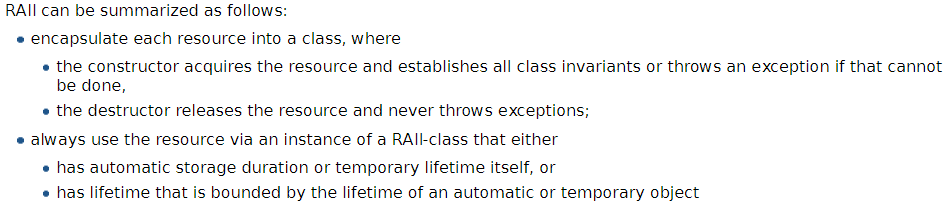 RAII can be summarized as follows:
encapsulate each resource into a class, where
the constructor acquires the resource and establishes all class invariants or throws an exception if that cannot
be done,
the destructor releases the resource and never throws exceptions;
always use the resource via an instance of a RAII-class that either
has automatic storage duration or temporary lifetime itself, or
has lifetime that is bounded by the lifetime of an automatic or temporary object